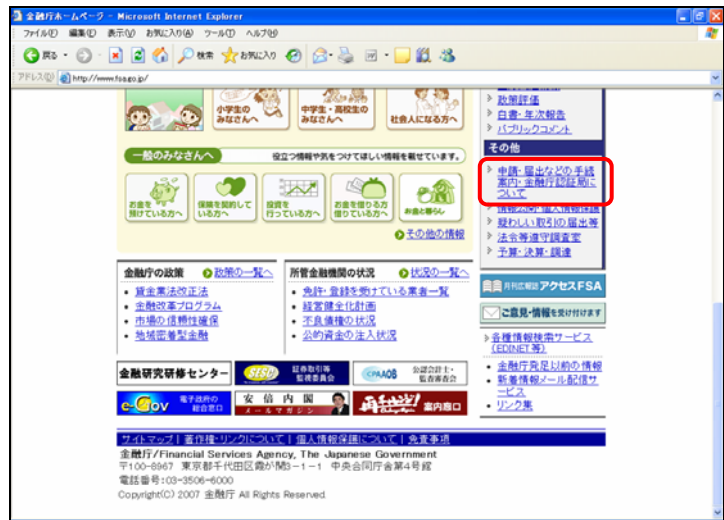 金融庁ホームページ - Microsoft Internet Explorer
ファイル(F) 編集(E) 表示(V) お気に入り(A) ツール(T) ヘルプ(H)
戻る 検索 お気に入り
アドレス(D) http://www.fsa.go.jp/
小学生の
みなさんへ
中学生・高校生の
みなさんへ
社会人になる方へ
一般のみなさんへ
役立つ情報や気をつけてほしい情報を載せています。
お金を
預けている方へ
保険を契約して
いる方へ
投資を
行っている方へ
お金を借りる方
借りている方へ
お金と暮らし
その他の情報
金融庁の政策 政策の一覧へ
貸金業法改正法
金融改革プログラム
市場の信頼性確保
地域密着型金融
所管金融機関の状況 状況の一覧へ
免許・登録を受けている業者一覧
経営健全化計画
不良債権の状況
公的資金の注入状況
金融研究研修センター
SESC 証券取引等
監視委員会
CPAAOB 公認会計士・
監査審査会
e-Gov 電子政府の
総合窓口
安倍内閣
メールマガジン
再チャレンジ! 案内窓口
政策評価
白書・年次報告
パブリックコメント
その他
申請・届出などの手続
案内・金融庁認証局に
ついて
情報公開・個人情報保護
疑わしい取引の届出等
法令等遵守調査室
予算・決算・調達
月刊広報誌 アクセスFSA
ご意見・情報を受け付けます
各種情報検索サービス
(EDINET等)
金融庁発足以前の情報
新着情報メール配信サ
ービス
リンク集
サイトマップ | 著作権・リンクについて | 個人情報保護について | 免責事項
金融庁/Financial Services Agency, The Japanese Government
〒100-8967 東京都千代田区霞が関3-1-1 中央合同庁舎第4号館
電話番号:03-3506-6000
Copyright(C) 2007 金融庁 All Rights Reserved.